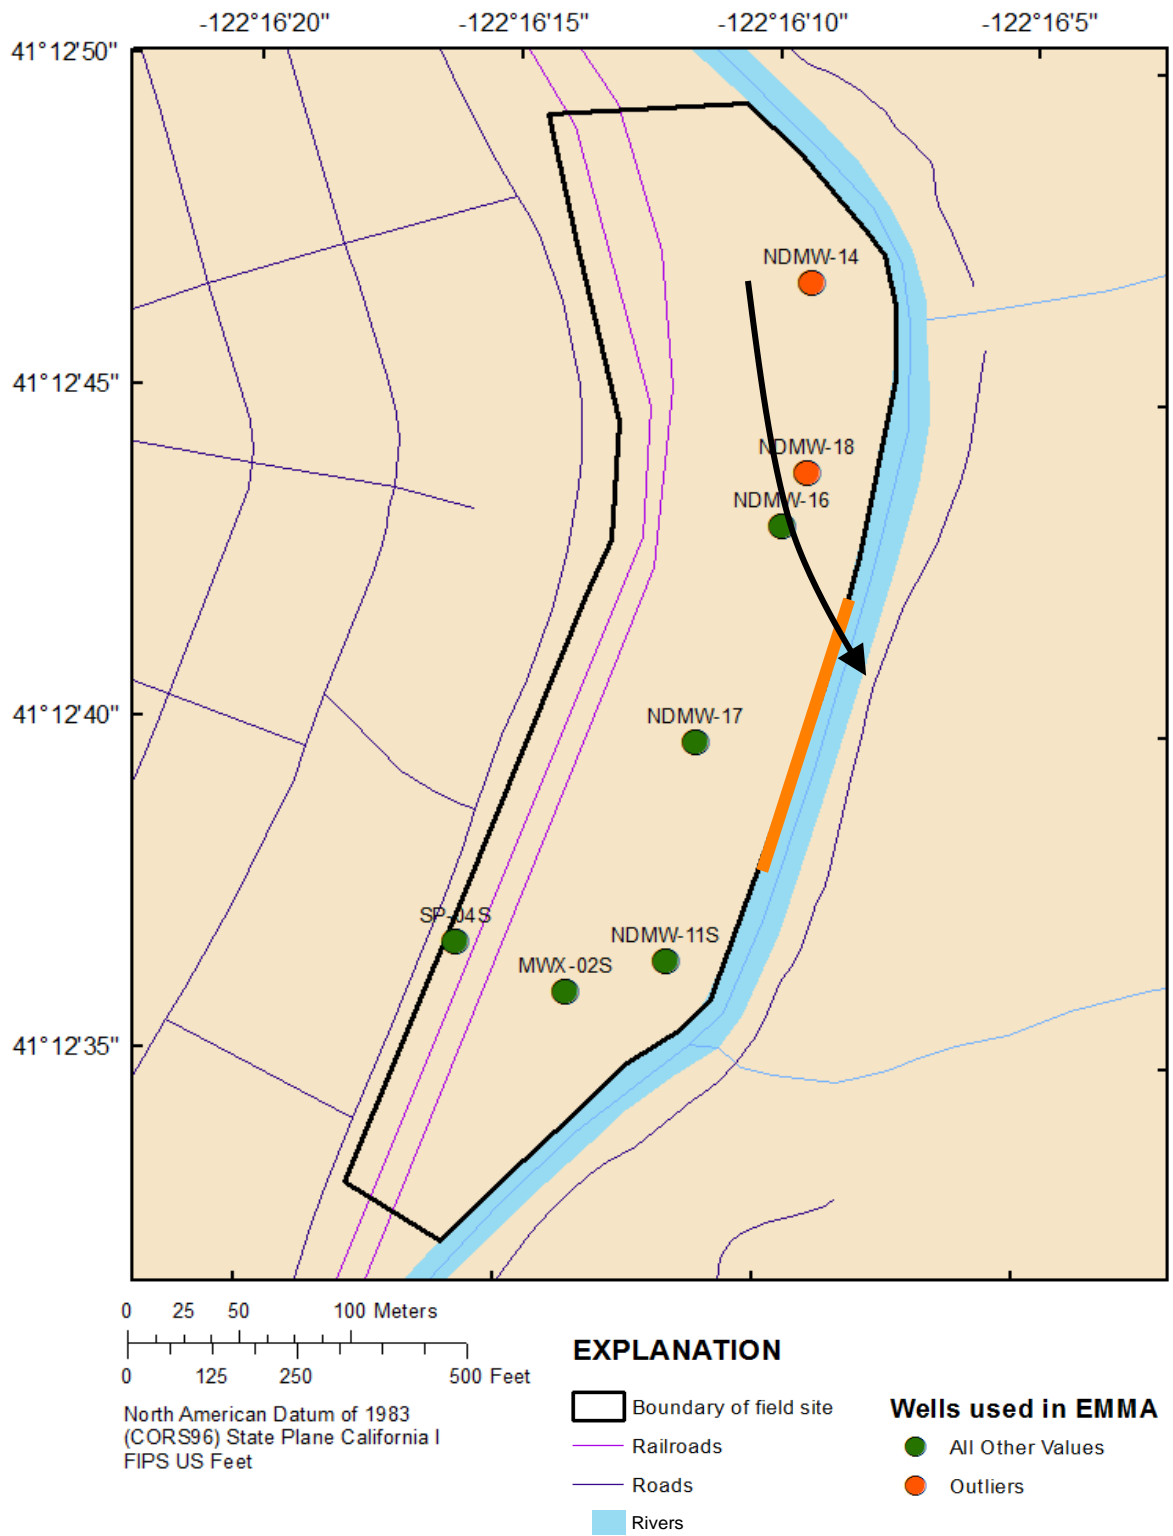 -122°16'20" -122°16'15" -122°16'10" -122°16'5"
41°12'50"
NDMW-14
41°12'45"
NDMW-18
NDMW-16
41°12'40"
NDMW-17
SP-04S
NDMW-11S
MWX-02S
41°12'35"
0 25 50 100 Meters
0 125 250 500 Feet
North American Datum of 1983
(CORS96) State Plane California I
FIPS US Feet
EXPLANATION
Boundary of field site
Railroads
Roads
Rivers
Wells used in EMMA
All Other Values
Outliers